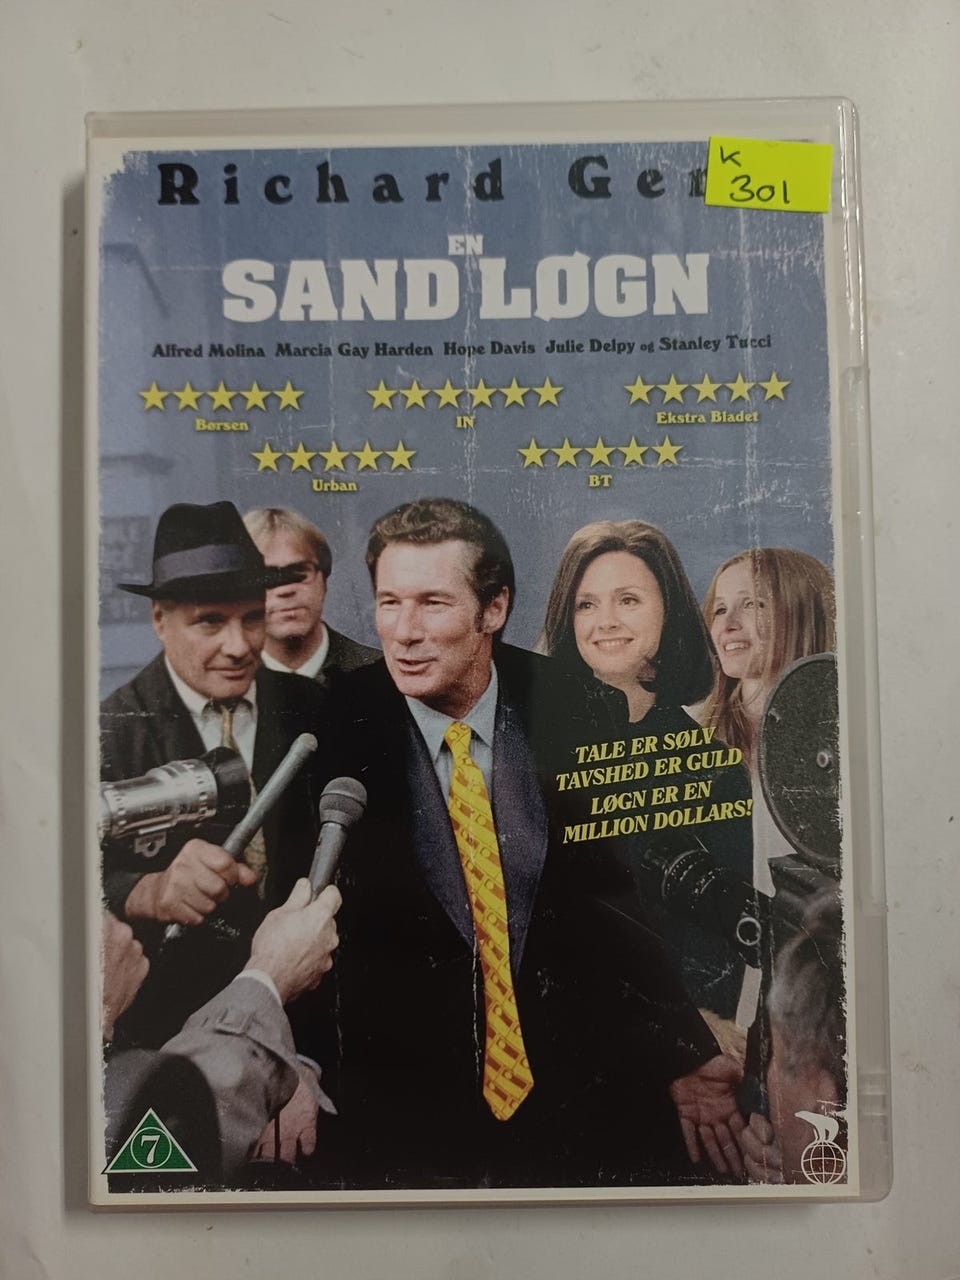 Richard Ger
K
301
EN
SAND LØGN
Alfred Molina Marcia Gay Harden Hope Davis Julie Delpy og Stanley Tucci
Børsen
IN
Ekstra Bladet
Urban
BT
TALE ER SØLV
TAVSHED ER GULD
LØGN ER EN
MILLION DOLLARS!
7